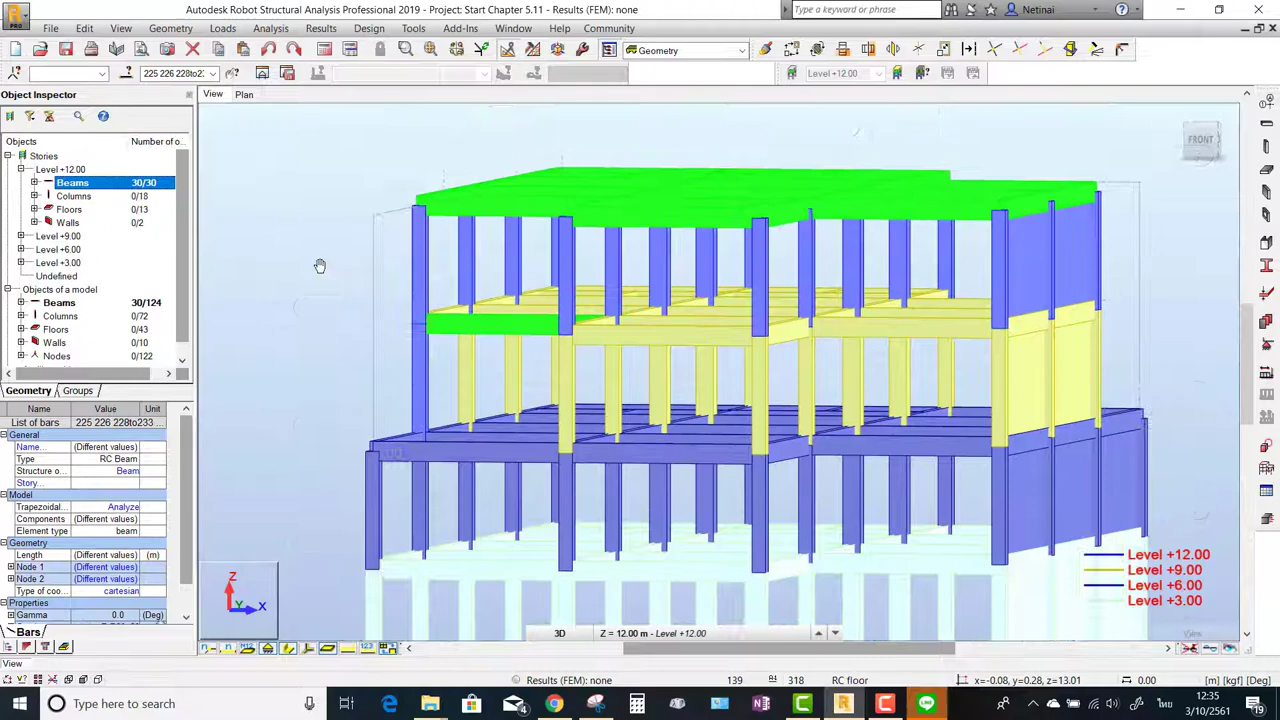 PRO
Autodesk Robot Structural Analysis Professional 2019 - Project: Start Chapter 5.11 - Results (FEM): none
Type a keyword or phrase
Netinai
File Edit View Geometry Loads Analysis Results Design Tools Add-Ins Window Help Community
Geometry
225 226 228to23
Level +12.00
Object Inspector
View Plan
FRONT
Objects Number of o...
Stories
Level +12.00
Beams 30/30
Columns 0/18
Floors 0/13
Walls 0/2
Level +9.00
Level +6.00
Level +3.00
Undefined
Objects of a model
Beams 30/124
Columns 0/72
Floors 0/43
Walls 0/10
Nodes 0/122
Geometry Groups
Name Value Unit
List of bars 225 226 228to233
General
Name... (Different values)
Type RC Beam
Structure o... Beam
Story...
Model
Trapezoidal... Analyze
Components (Different values)
Element type beam
Geometry
Length (Different values) (m)
Node 1 (Different values)
Node 2 (Different values)
Type of coo... cartesian
Properties
Gamma 0.0 (Deg)
Bars
Z
Y
X
Level +12.00
Level +9.00
Level +6.00
Level +3.00
View
3D Z = 12.00 m - Level +12.00
View
Results (FEM): none 139 318 RC floor x=-0.08, y=0.28, z=13.01 0.00 [m] [kgf] [Deg]
Type here to search
ไทย
12:35
3/10/2561
19